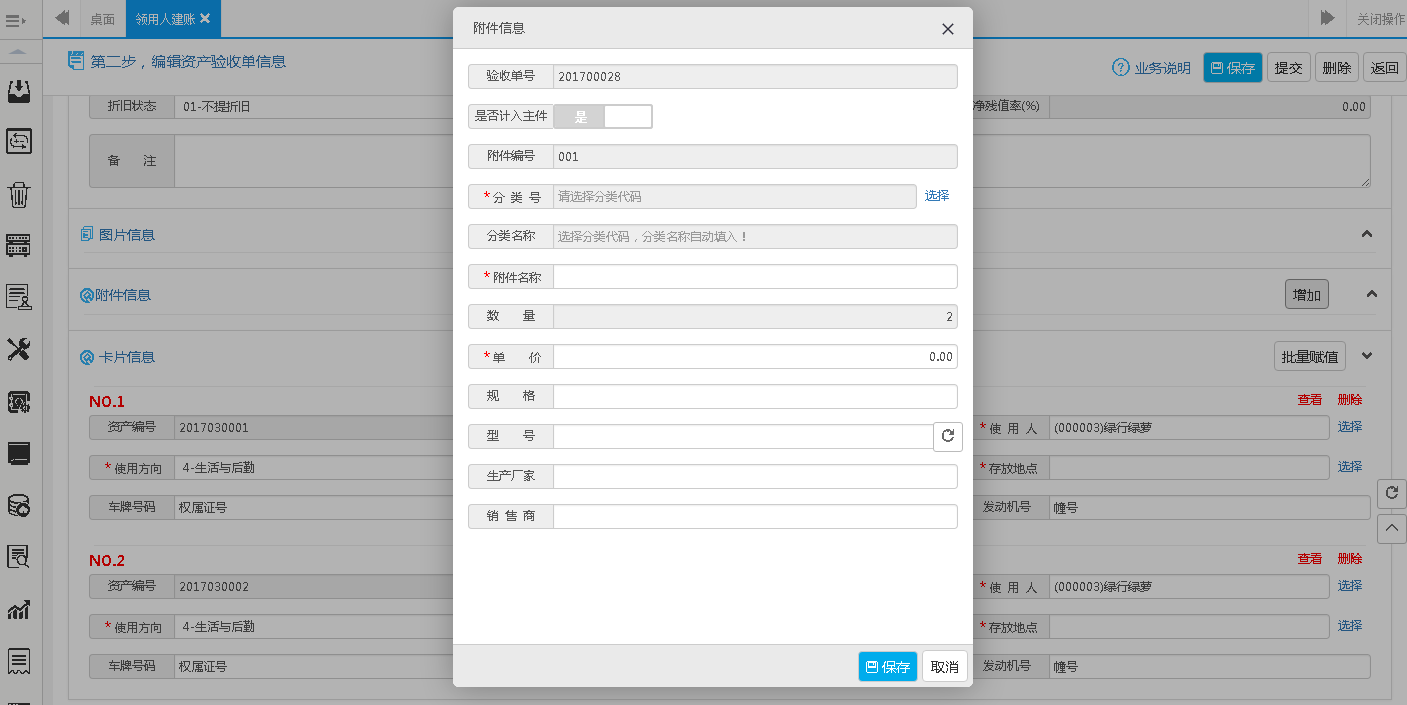 桌面
领用人建账
关闭操作
第二步，编辑资产验收单信息
业务说明
保存
提交
删除
返回
折旧状态
01-不提折旧
净残值率(%)
0.00
备 注
图片信息
附件信息
增加
卡片信息
批量赋值
NO.1
查看 删除
资产编号
2017030001
*使 用 人
(000003)绿行绿萝
选择
*使用方向
4-生活与后勤
*存放地点
选择
车牌号码
权属证号
发动机号
幢号
NO.2
查看 删除
资产编号
2017030002
*使 用 人
(000003)绿行绿萝
选择
*使用方向
4-生活与后勤
*存放地点
选择
车牌号码
权属证号
发动机号
幢号
附件信息
验收单号
201700028
是否计入主件
是
附件编号
001
*分 类 号
请选择分类代码
选择
分类名称
选择分类代码，分类名称自动填入！
*附件名称
数 量
2
*单 价
0.00
规 格
型 号
生产厂家
销 售 商
保存
取消